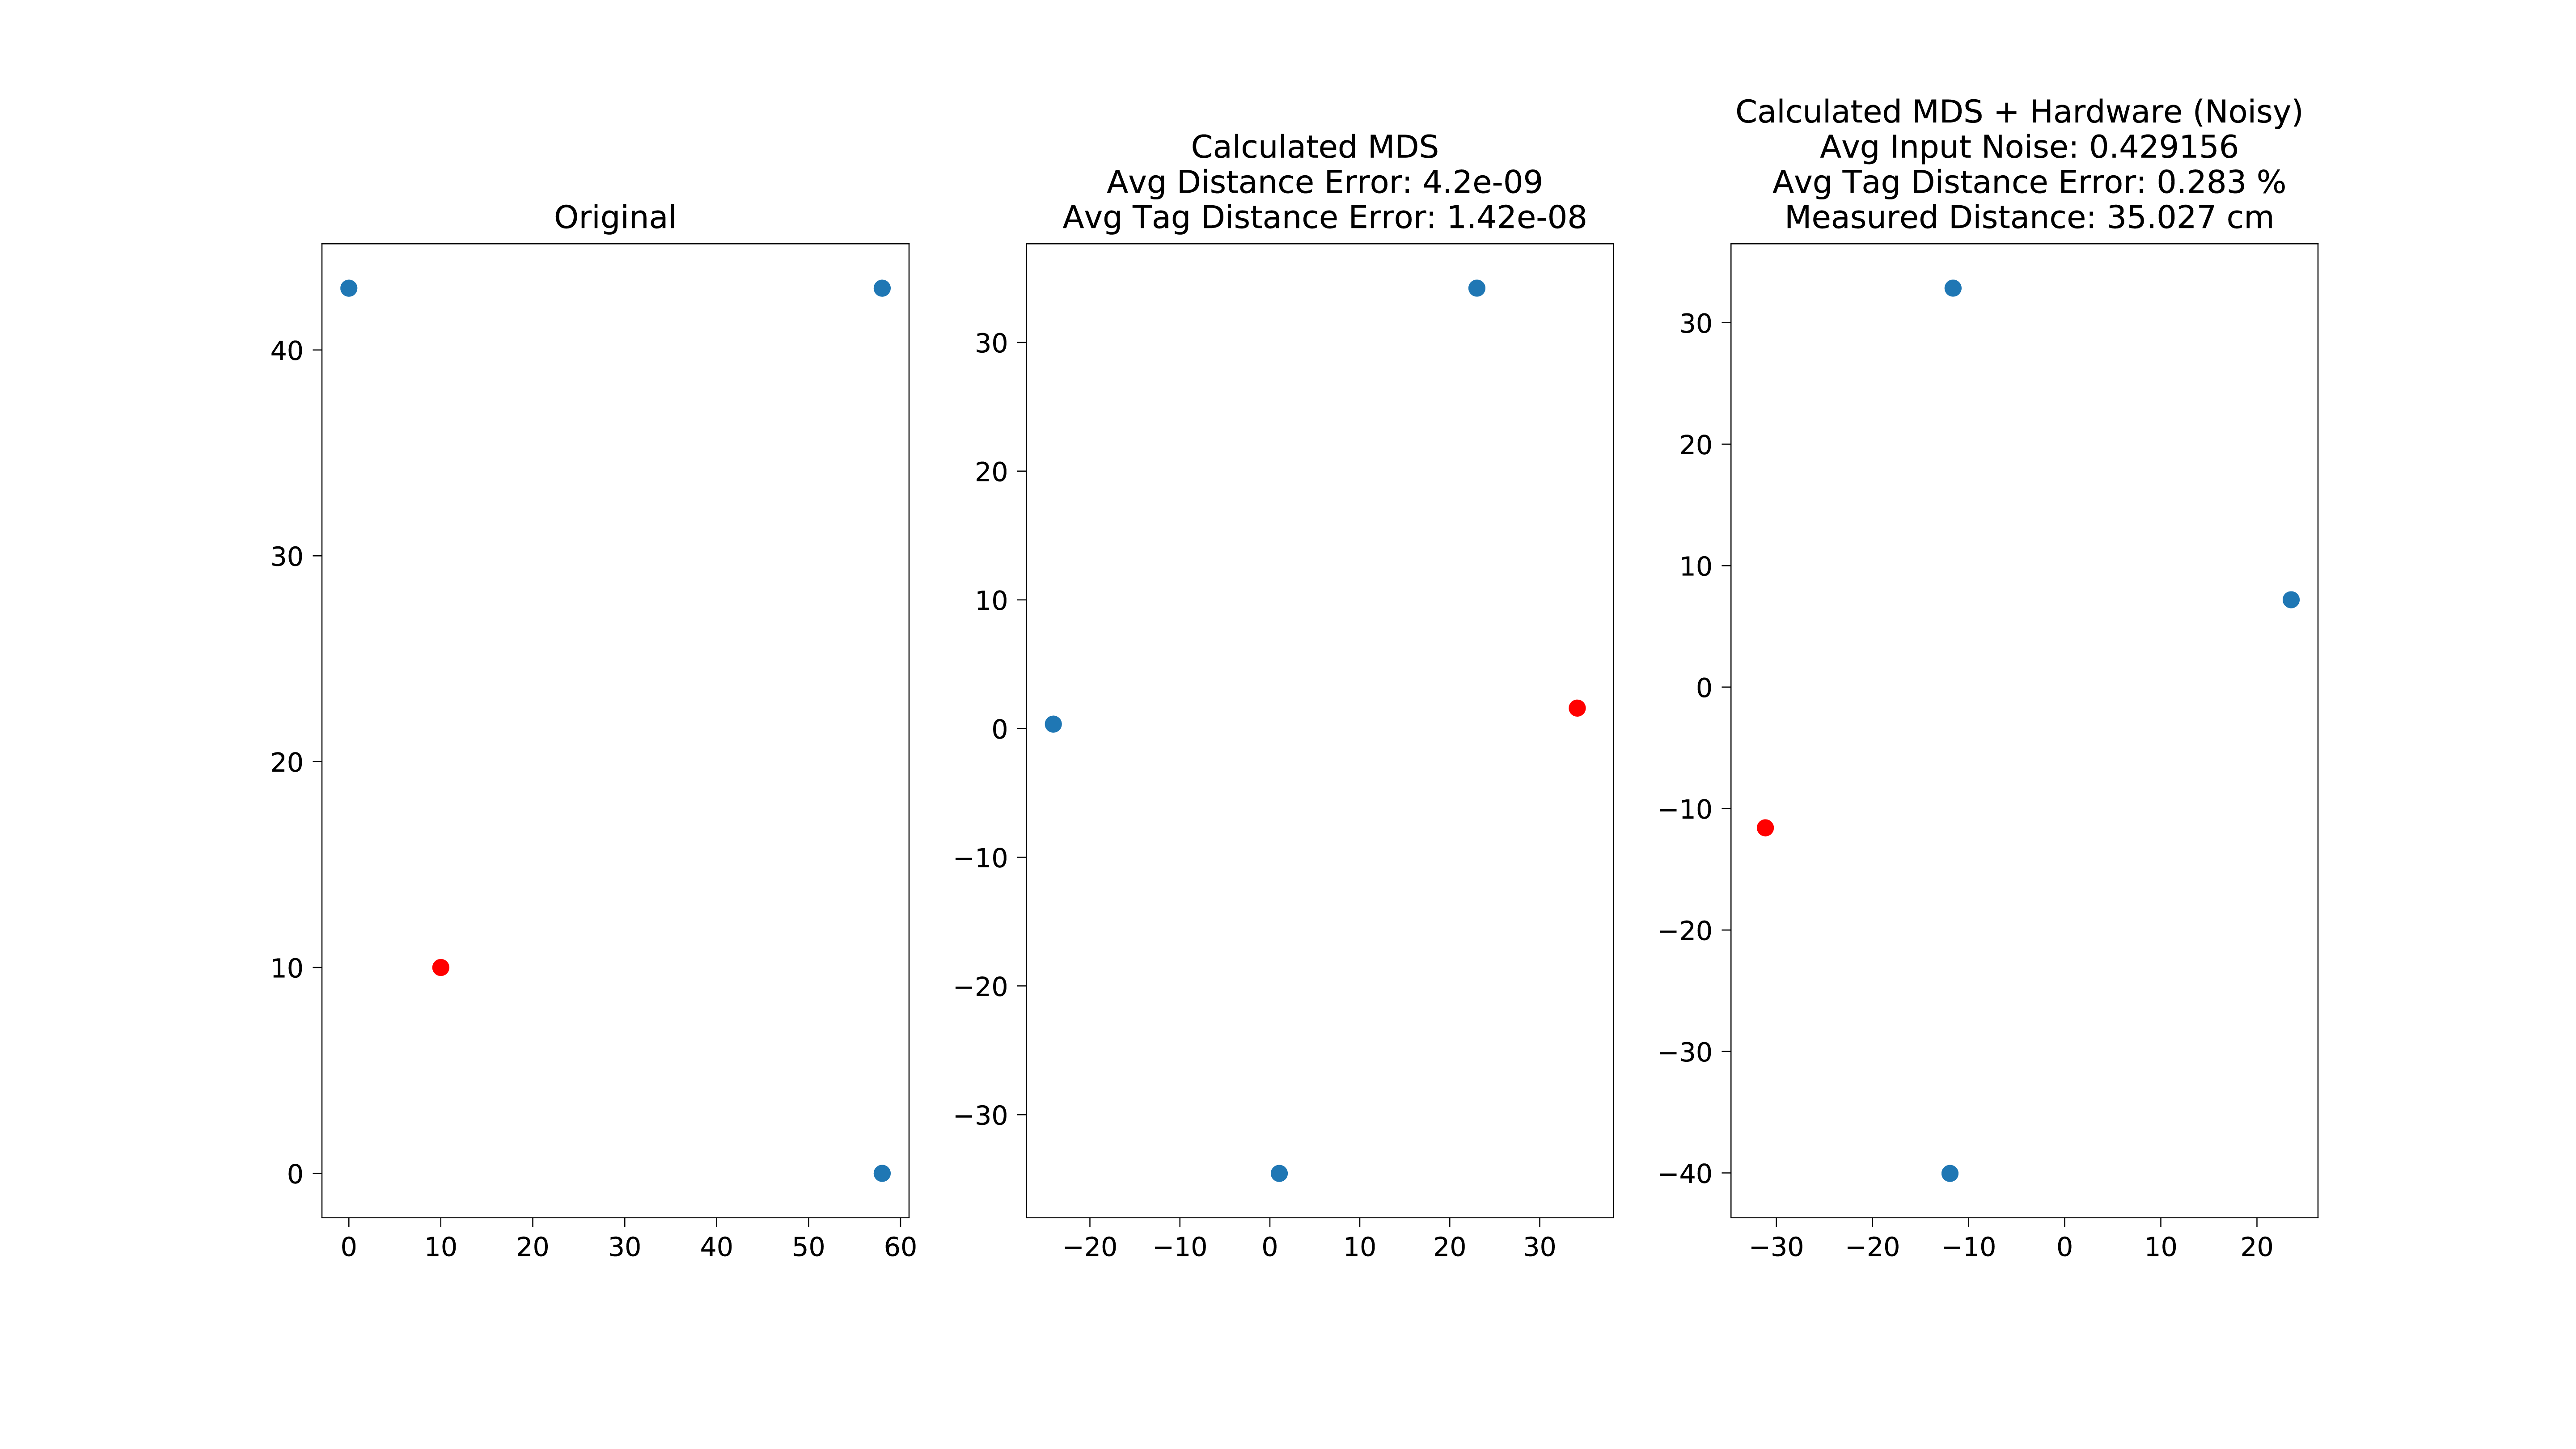 Original
40
30
20
10
0
0 10 20 30 40 50 60
Calculated MDS
Avg Distance Error: 4.2e-09
Avg Tag Distance Error: 1.42e-08
30
20
10
0
−10
−20
−30
−20 −10 0 10 20 30
Calculated MDS + Hardware (Noisy)
Avg Input Noise: 0.429156
Avg Tag Distance Error: 0.283 %
Measured Distance: 35.027 cm
30
20
10
0
−10
−20
−30
−40
−30 −20 −10 0 10 20